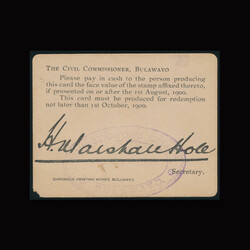 The Civil Commissioner, Bulawayo
Please pay in cash to the person producing
this card the face value of the stamp affixed thereto,
if presented on or after the 1st August, 1900.
This card must be produced for redemption
not later than 1st October, 1900.
H Marshall Hole
Secretary.